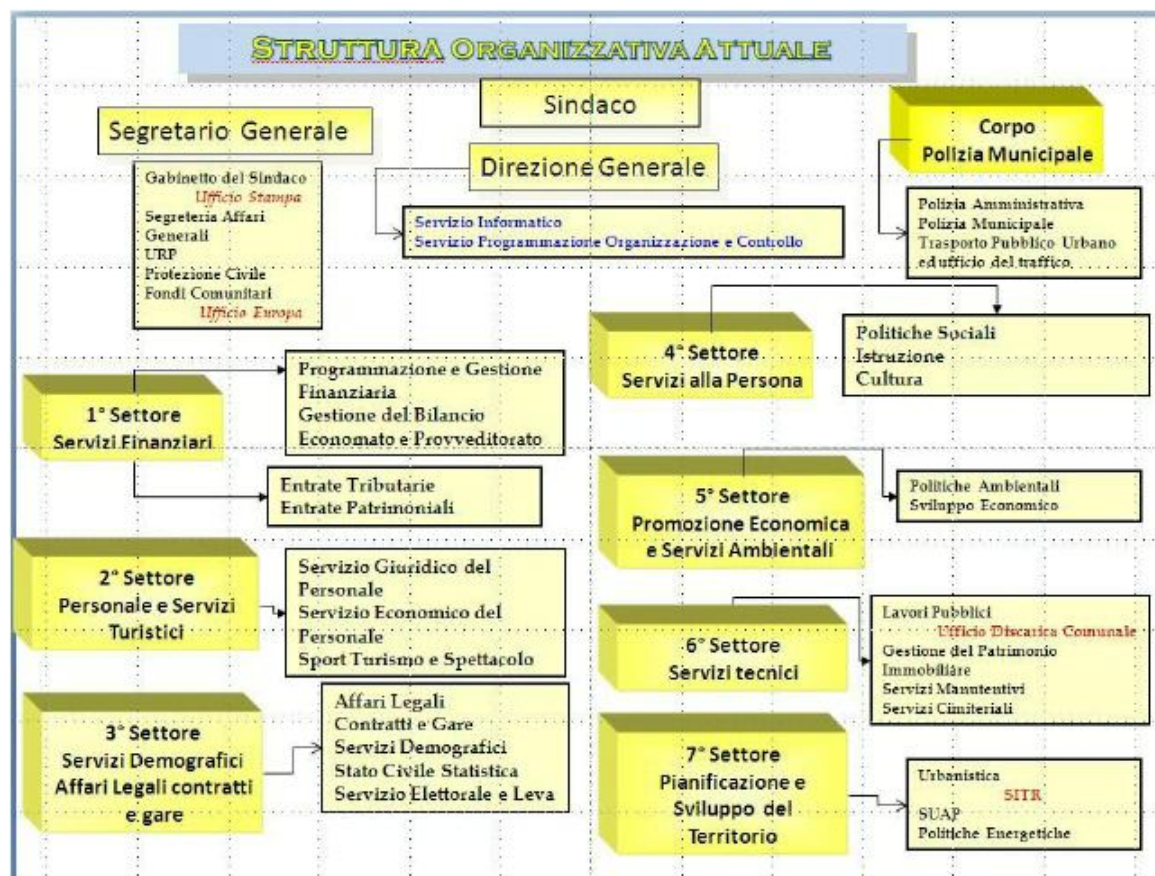 STRUTTURA ORGANIZZATIVA ATTUALE
Sindaco
Segretario Generale
Gabinetto del Sindaco
Ufficio Stampa
Segreteria Affari
Generali
URP
Protezione Civile
Fondi Comunitari
Ufficio Europa
Direzione Generale
Servizio Informatico
Servizio Programmazione Organizzazione e Controllo
Corpo
Polizia Municipale
Polizia Amministrativa
Polizia Municipale
Trasporto Pubblico Urbano
ed ufficio del traffico
1° Settore
Servizi Finanziari
Programmazione e Gestione
Finanziaria
Gestione del Bilancio
Economato e Provveditorato
Entrate Tributarie
Entrate Patrimoniali
2° Settore
Personale e Servizi
Turistici
Servizio Giuridico del
Personale
Servizio Economico del
Personale
Sport Turismo e Spettacolo
3° Settore
Servizi Demografici
Affari Legali contratti
e gare
Affari Legali
Contratti e Gare
Servizi Demografici
Stato Civile Statistica
Servizio Elettorale e Leva
4° Settore
Servizi alla Persona
Politiche Sociali
Istruzione
Cultura
5° Settore
Promozione Economica
e Servizi Ambientali
Politiche Ambientali
Sviluppo Economico
6° Settore
Servizi tecnici
Lavori Pubblici
Ufficio Discarica Comunale
Gestione del Patrimonio
Immobiliare
Servizi Manutentivi
Servizi Cimiteriali
7° Settore
Pianificazione e
Sviluppo del
Territorio
Urbanistica
SITR
SUAP
Politiche Energetiche